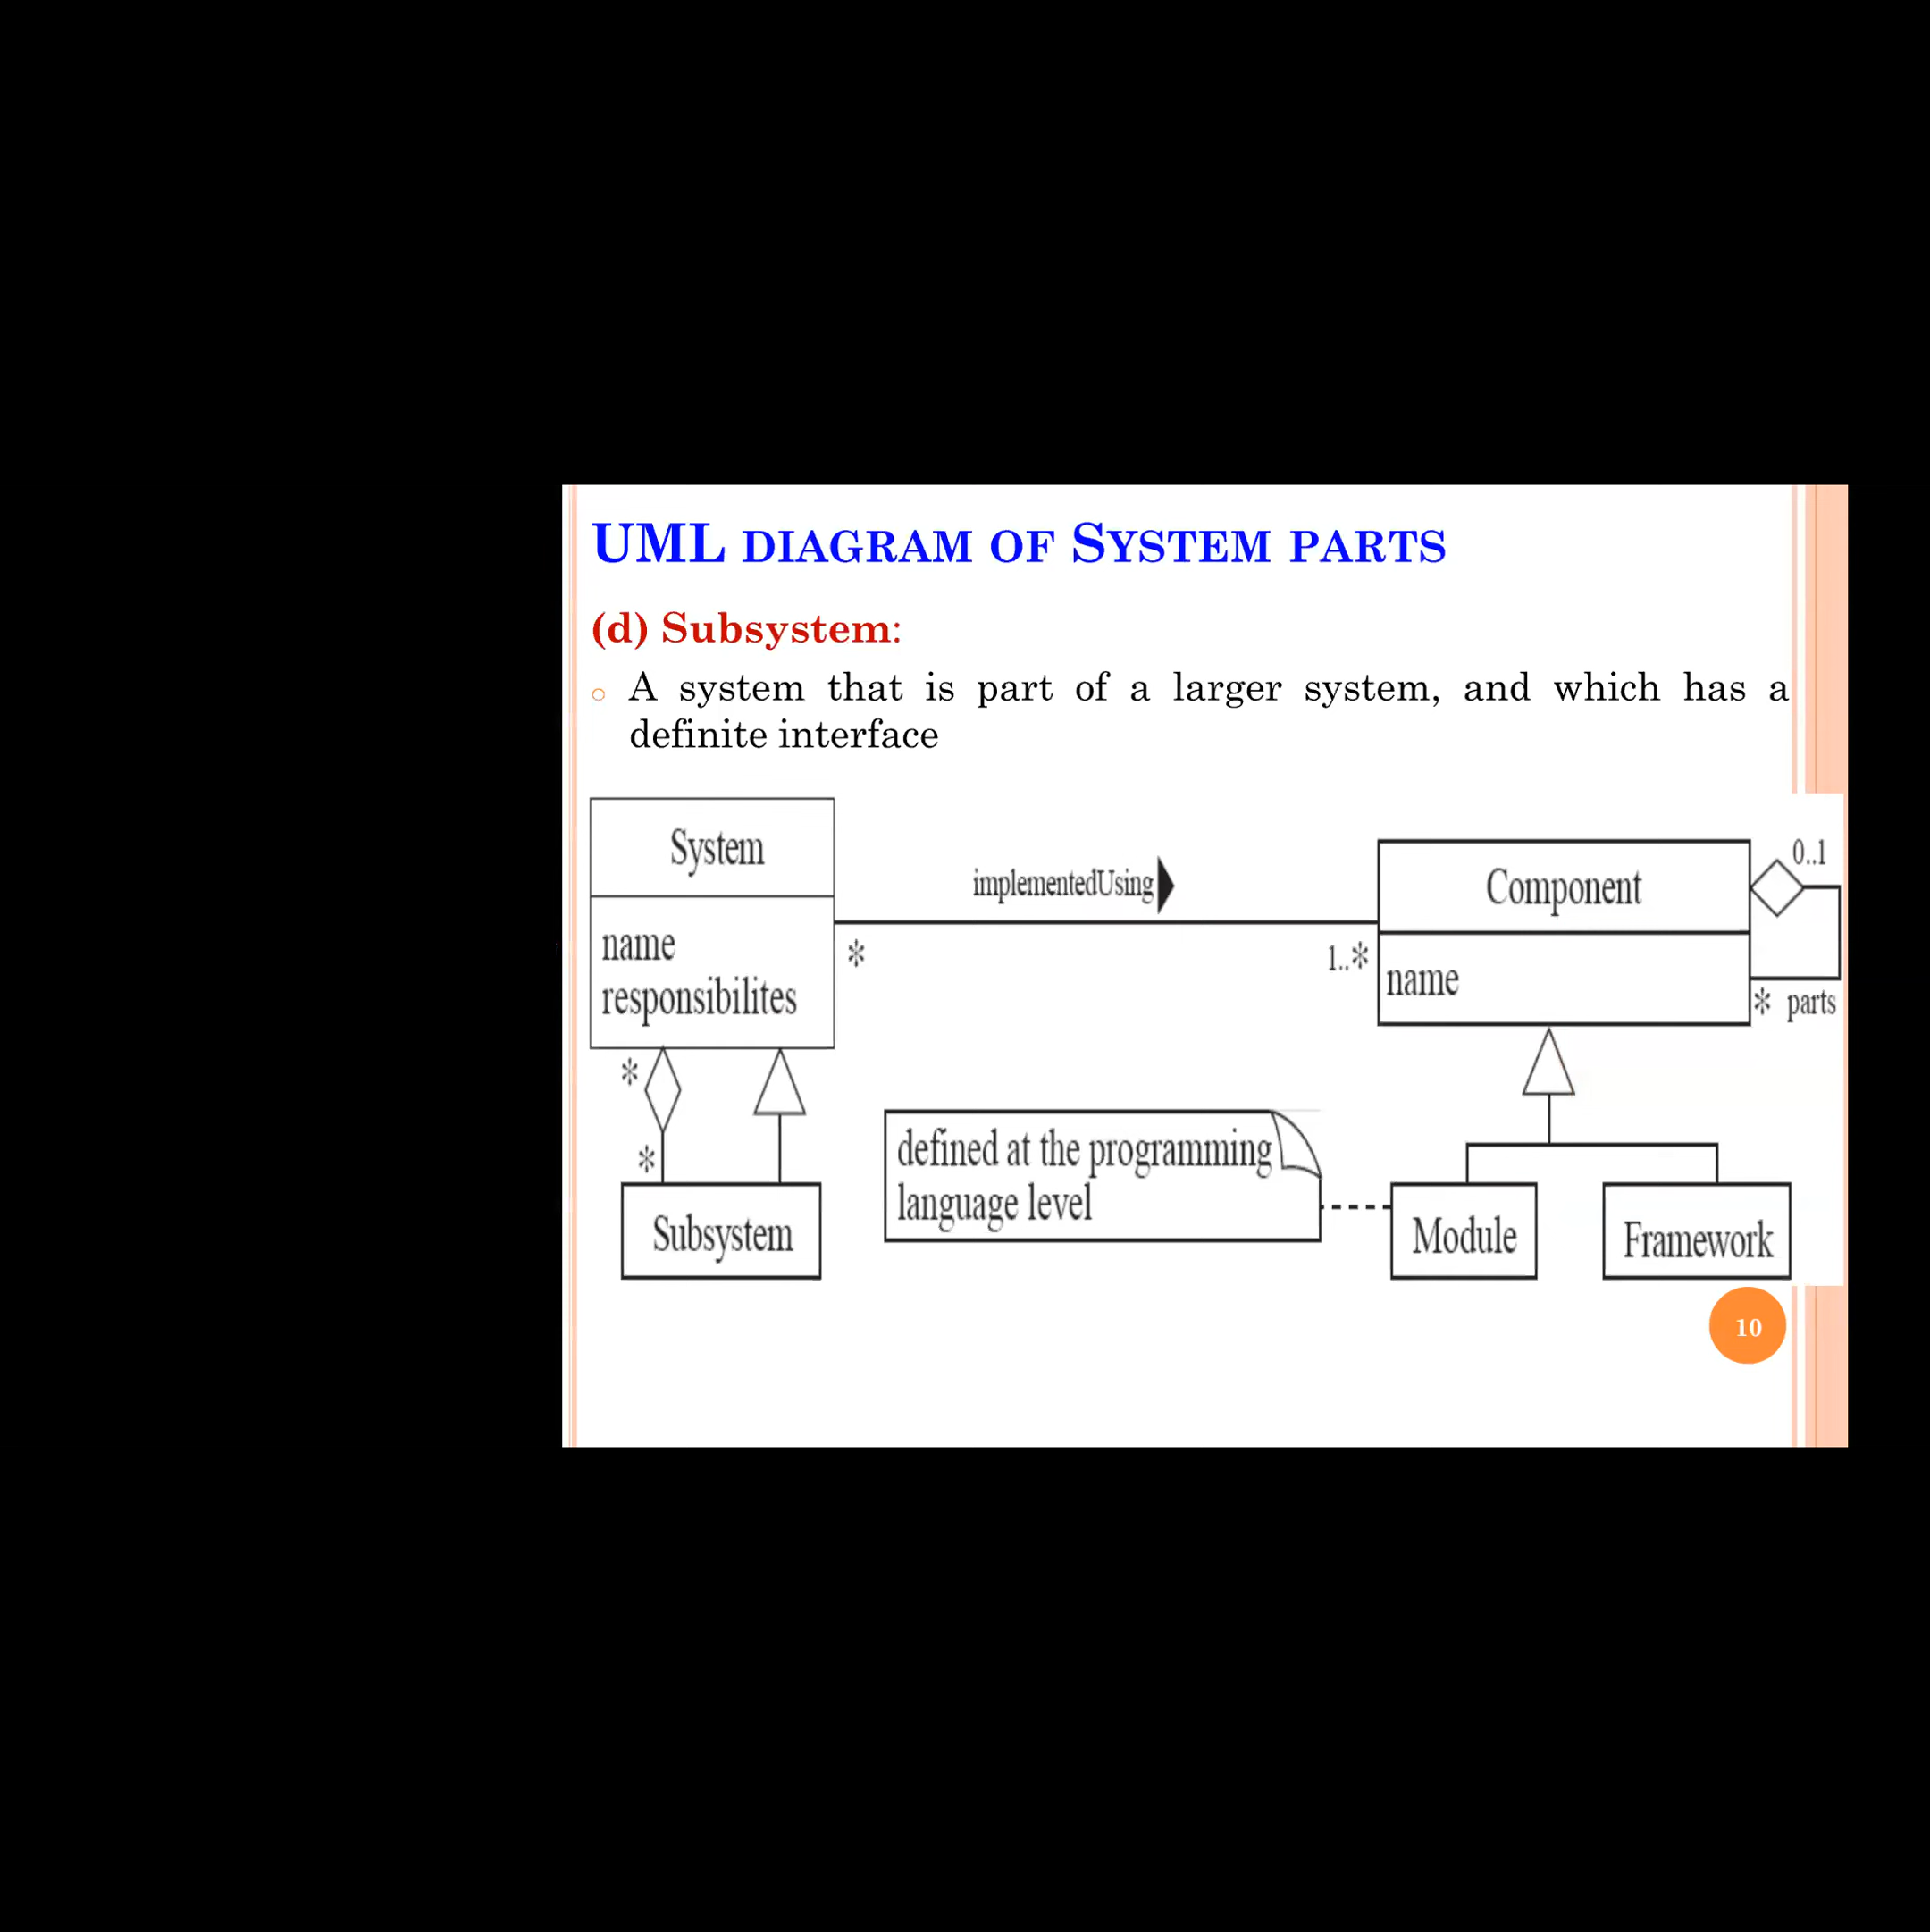 UML DIAGRAM OF SYSTEM PARTS
(d) Subsystem:
A system that is part of a larger system, and which has a
definite interface
System
name
responsibilites
implementedUsing
*
1..*
Component
name
0..1
* parts
*
*
Subsystem
defined at the programming
language level
Module
Framework
10